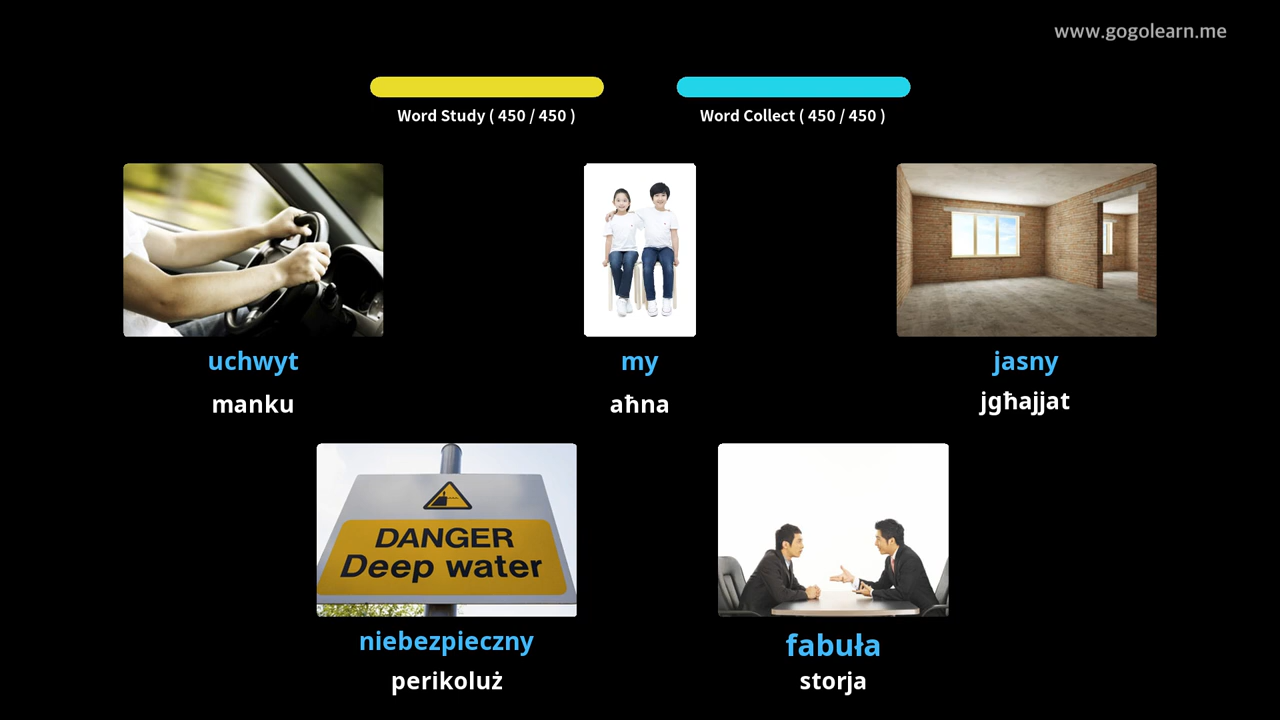 www.gogolearn.me
Word Study ( 450 / 450 )
Word Collect ( 450 / 450 )
uchwyt
manku
my
aħna
jasny
jgħajjat
DANGER
Deep water
niebezpieczny
perikoluż
fabuła
storja